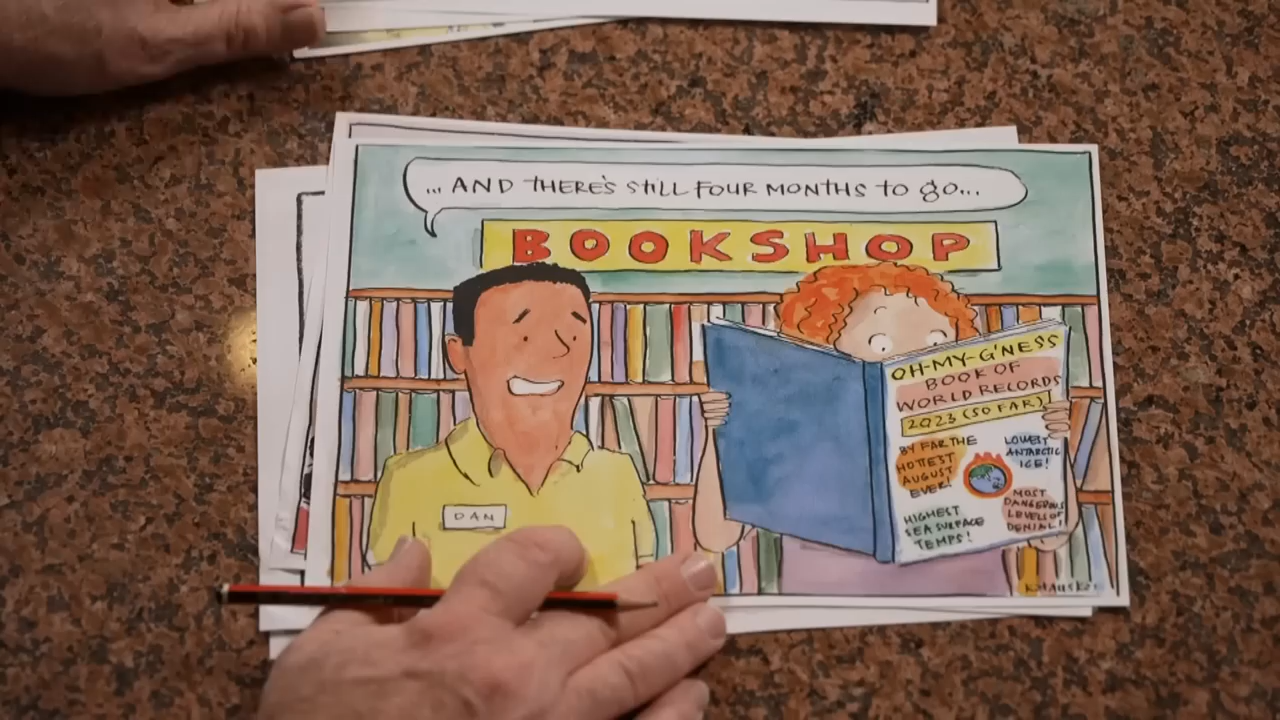 ... AND THERE'S STILL FOUR MONTHS TO GO...
BOOKSHOP
OH-MY-G'NESS
BOOK OF
WORLD RECORDS
2023 (SO FAR)!
BY FAR THE
HOTTEST
AUGUST
EVER!
LOWEST
ANTARCTIC
ICE!
HIGHEST
SEA SURFACE
TEMPS!
MOST
DANGEROUS
LEVELS OF
DENIAL!
DAN